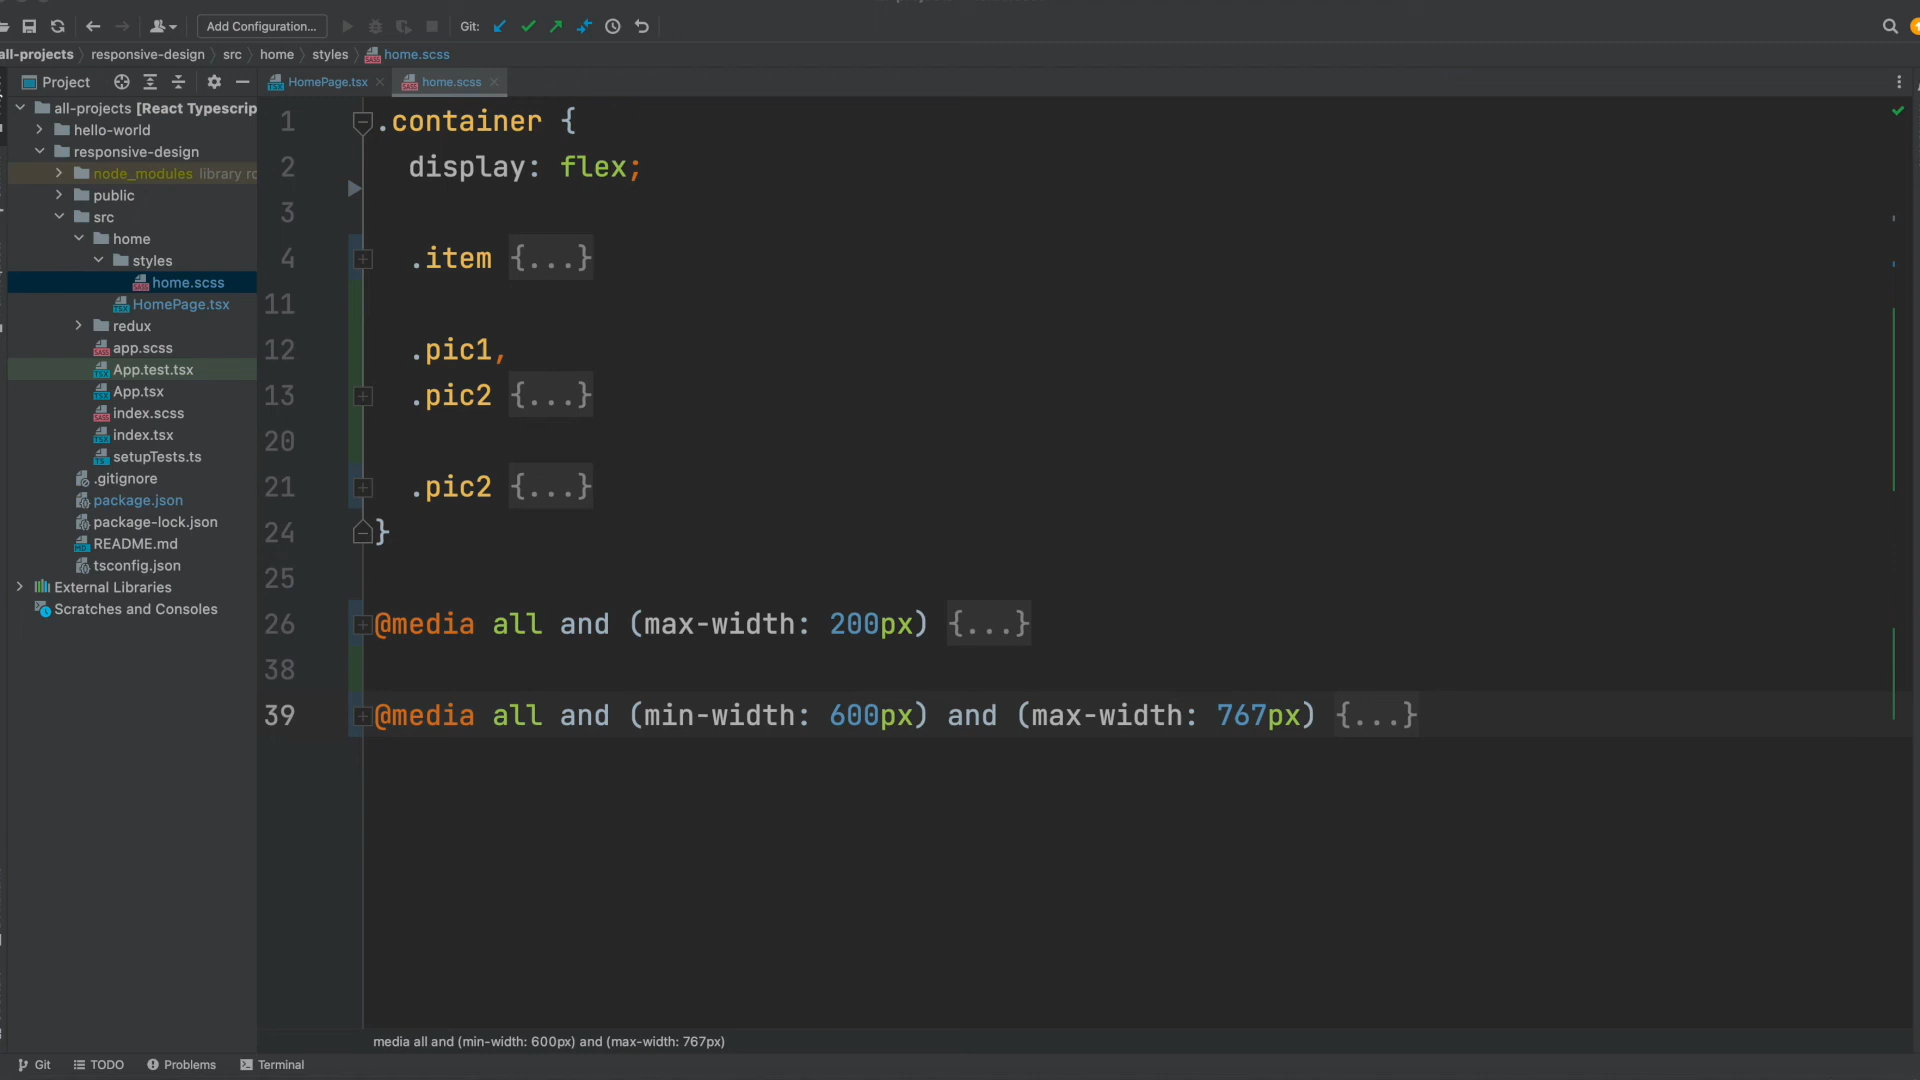 Add Configuration...
Git:
all-projects
responsive-design
src
home
styles
home.scss
Project
HomePage.tsx
home.scss
all-projects [React Typescrip
hello-world
responsive-design
node_modules library ro
public
src
home
styles
home.scss
HomePage.tsx
redux
app.scss
App.test.tsx
App.tsx
index.scss
index.tsx
setupTests.ts
.gitignore
package.json
package-lock.json
README.md
tsconfig.json
External Libraries
Scratches and Consoles
1 .container {
2 display: flex;
3
4 .item {...}
11
12 .pic1,
13 .pic2 {...}
20
21 .pic2 {...}
24 }
25
26 @media all and (max-width: 200px) {...}
38
39 @media all and (min-width: 600px) and (max-width: 767px) {...}
media all and (min-width: 600px) and (max-width: 767px)
Git
TODO
Problems
Terminal